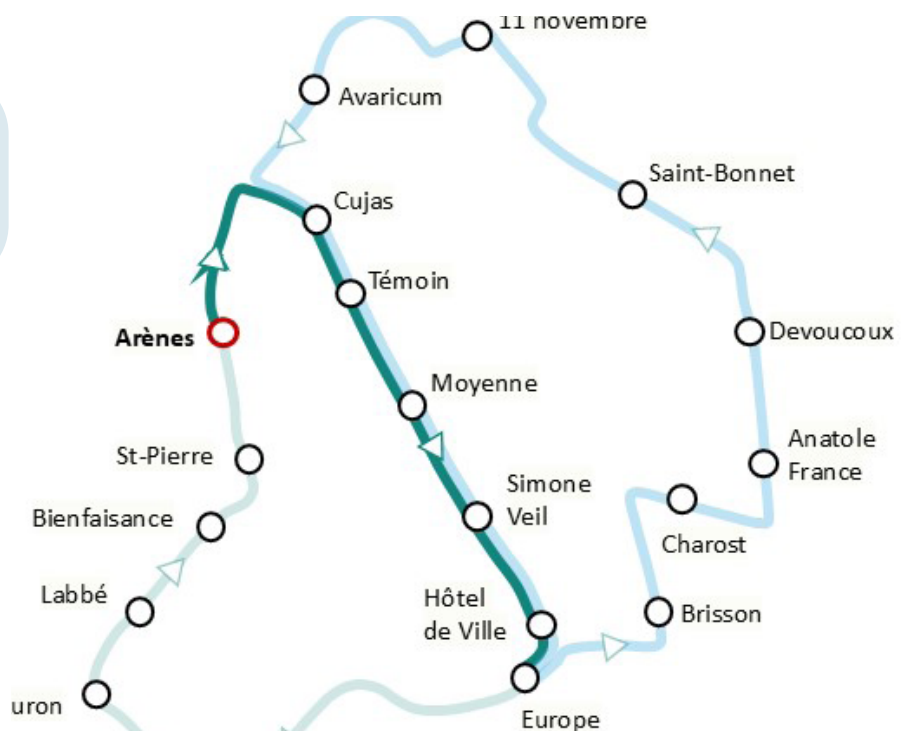 11 novembre
Avaricum
Saint-Bonnet
Cujas
Témoin
Arènes
Devoucoux
Moyenne
St-Pierre
Anatole
France
Simone
Veil
Bienfaisance
Charost
Labbé
Hôtel
de Ville
Brisson
uron
Europe